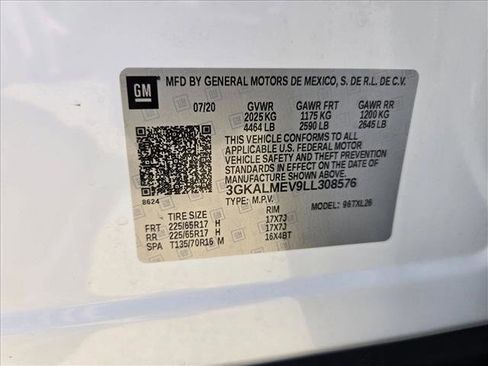 GM
MFD BY GENERAL MOTORS DE MEXICO, S. DE R.L. DE C.V.
07/20 GVWR GAWR FRT GAWR RR
2025 KG 1175 KG 1200 KG
4464 LB 2590 LB 2645 LB
THIS VEHICLE CONFORMS TO ALL
APPLICABLE U.S. FEDERAL MOTOR
VEHICLE SAFETY AND THEFT PREVENTION
STANDARDS IN EFFECT ON THE DATE OF
MANUFACTURE SHOWN ABOVE.
3GKALMEV9LL308576
8624 TYPE: M.P.V. MODEL: 96TXL26
TIRE SIZE RIM
FRT 225/65R17 H 17X7J
RR 225/65R17 H 17X7J
SPA T135/70R16 M 16X4BT